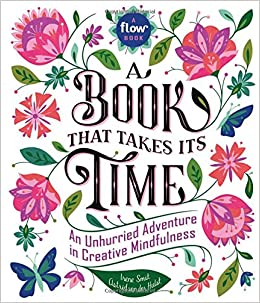 A
flow
BOOK
A
BOOK
THAT TAKES ITS
TIME
An Unhurried Adventure
in Creative Mindfulness
Irene Smit
Astrid van der Hulst